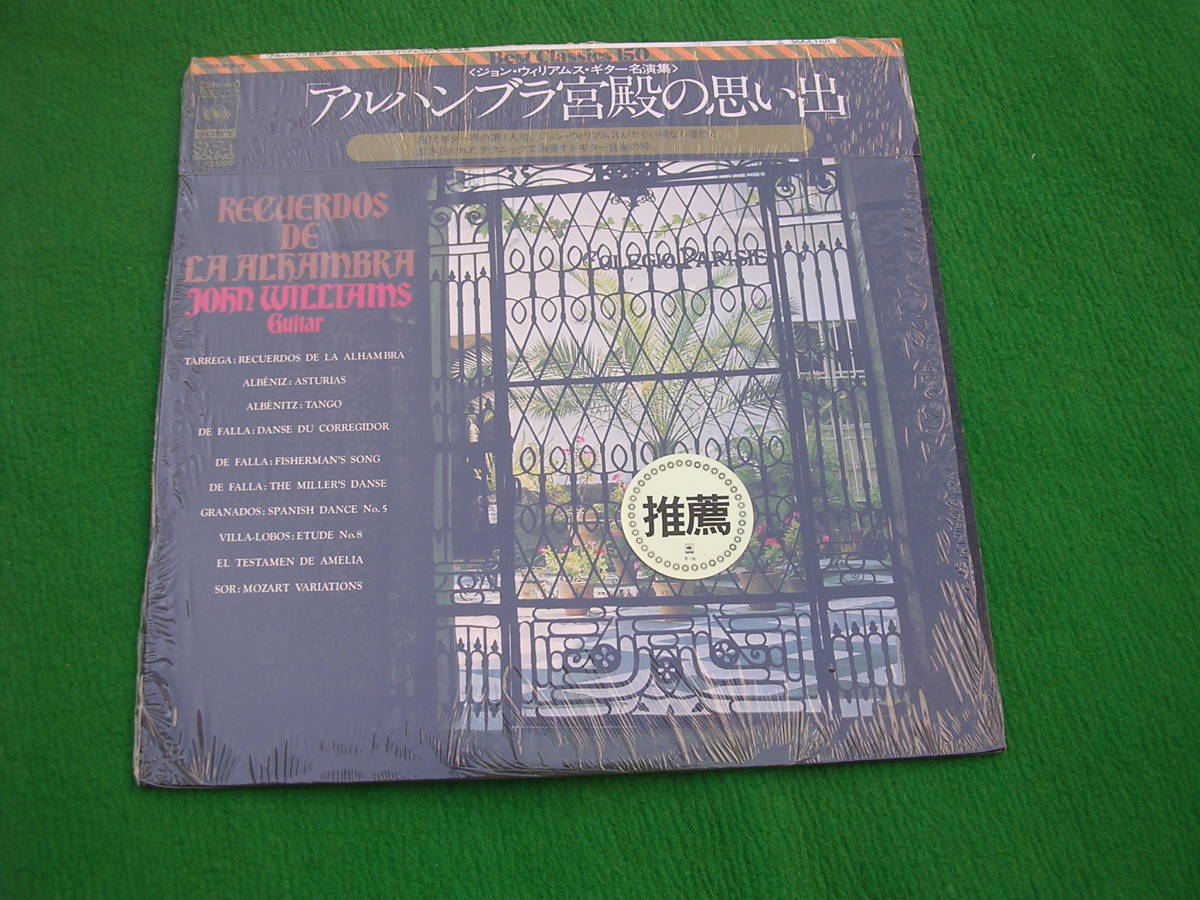 Best Classics 150
〈ジョン・ウィリアムス・ギター名演集〉
「アルハンブラ宮殿の思い出」
SONY
RECUERDOS
DE
LA ALHAMBRA
JOHN WILLIAMS
Guitar
TARREGA: RECUERDOS DE LA ALHAMBRA
ALBÉNIZ: ASTURIAS
ALBÉNITZ: TANGO
DE FALLA: DANSE DU CORREGIDOR
DE FALLA: FISHERMAN'S SONG
DE FALLA: THE MILLER'S DANSE
GRANADOS: SPANISH DANCE No. 5
VILLA-LOBOS: ETUDE No. 8
EL TESTAMEN DE AMELIA
SOR: MOZART VARIATIONS
COLEGIO PARISIE
推薦